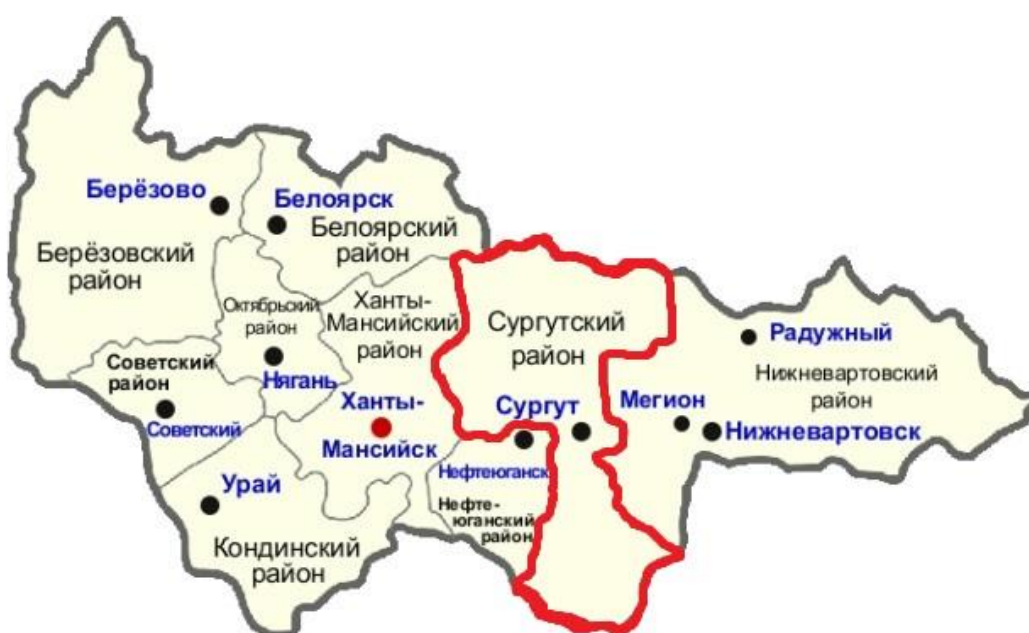 Берёзово
Берёзовский
район
Белоярск
Белоярский
район
Октябрьский
район
Нягань
Ханты-
Мансийский
район
Советский
район
Советский
Ханты-
Мансийск
Урай
Кондинский
район
Сургутский
район
Сургут
Нефтеюганск
Нефте-
юганский
район
Радужный
Нижневартовский
район
Мегион
Нижневартовск